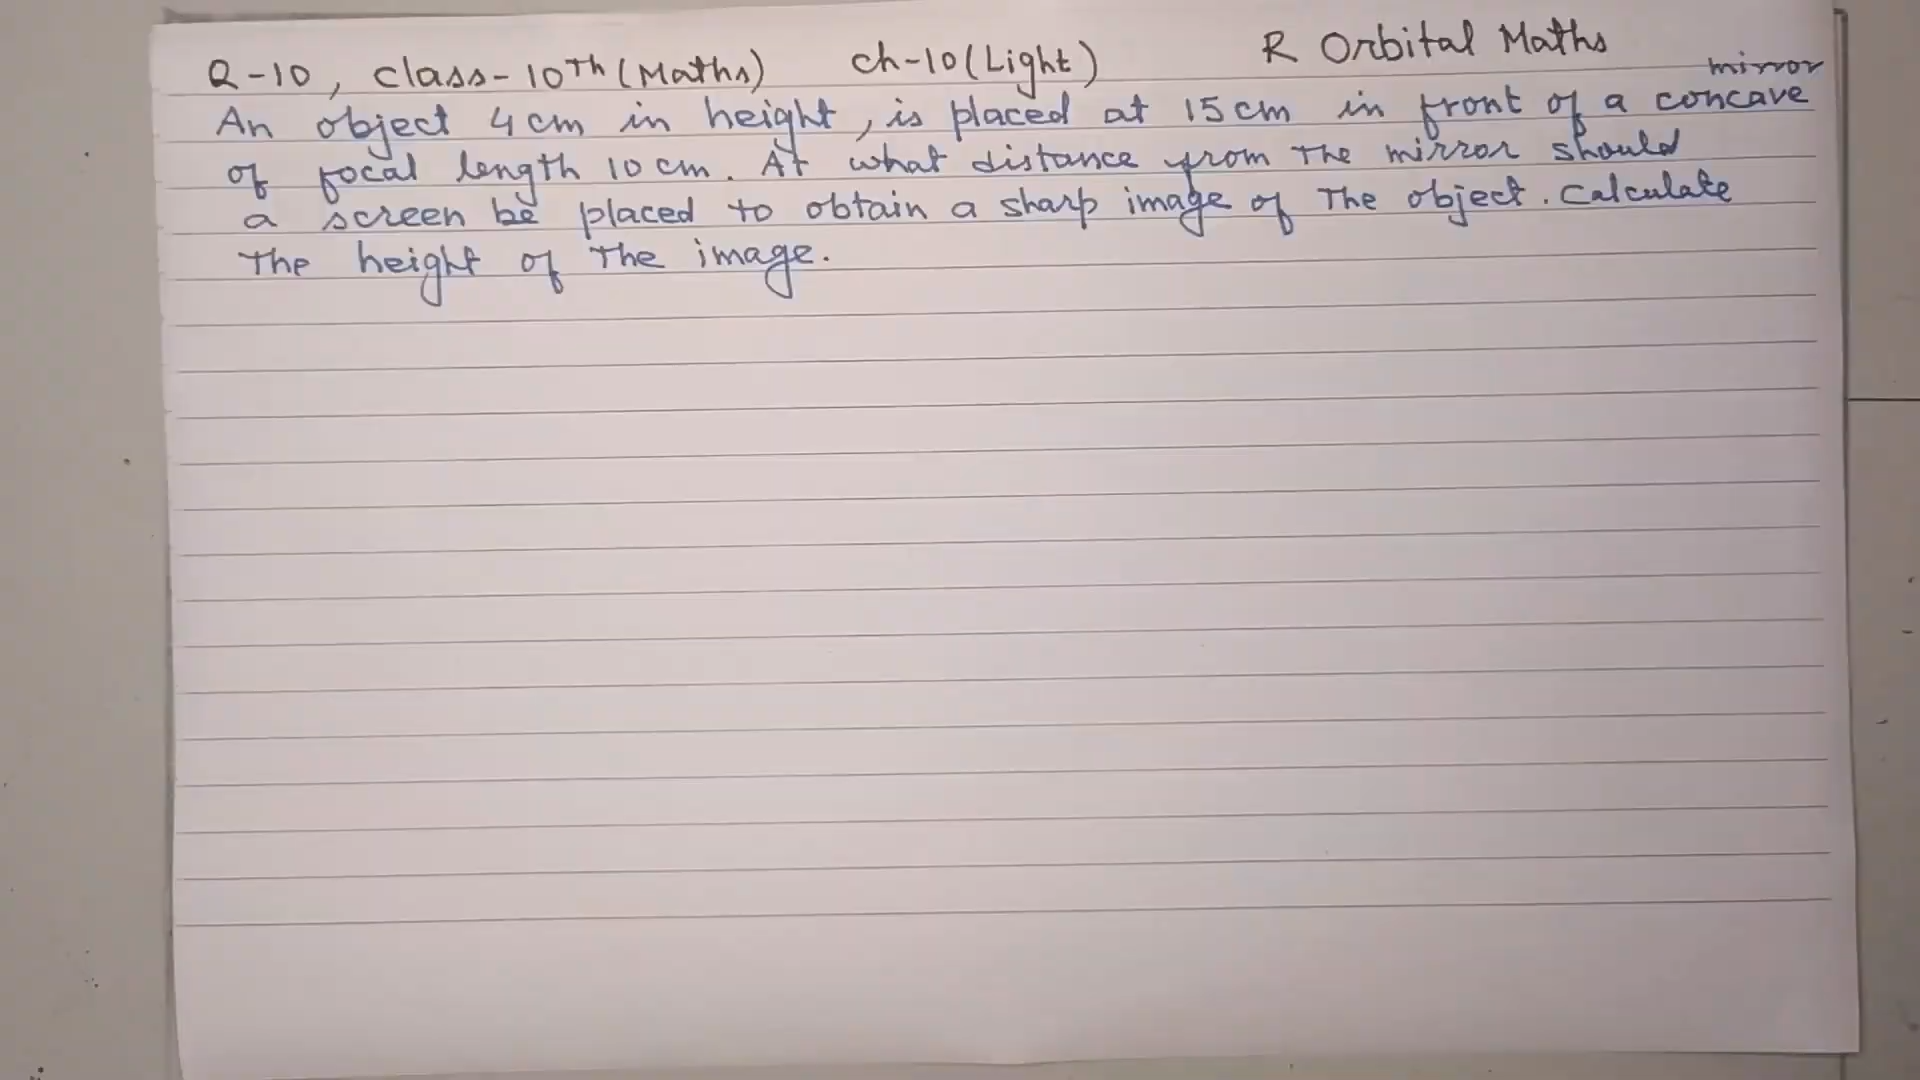 Q-10, class-10Th (Maths) ch-10 (Light) R Orbital Maths
An object 4 cm in height, is placed at 15 cm in front of a concave mirror
of focal length 10 cm. At what distance from The mirror should
a screen be placed to obtain a sharp image of The object. Calculate
The height of The image.